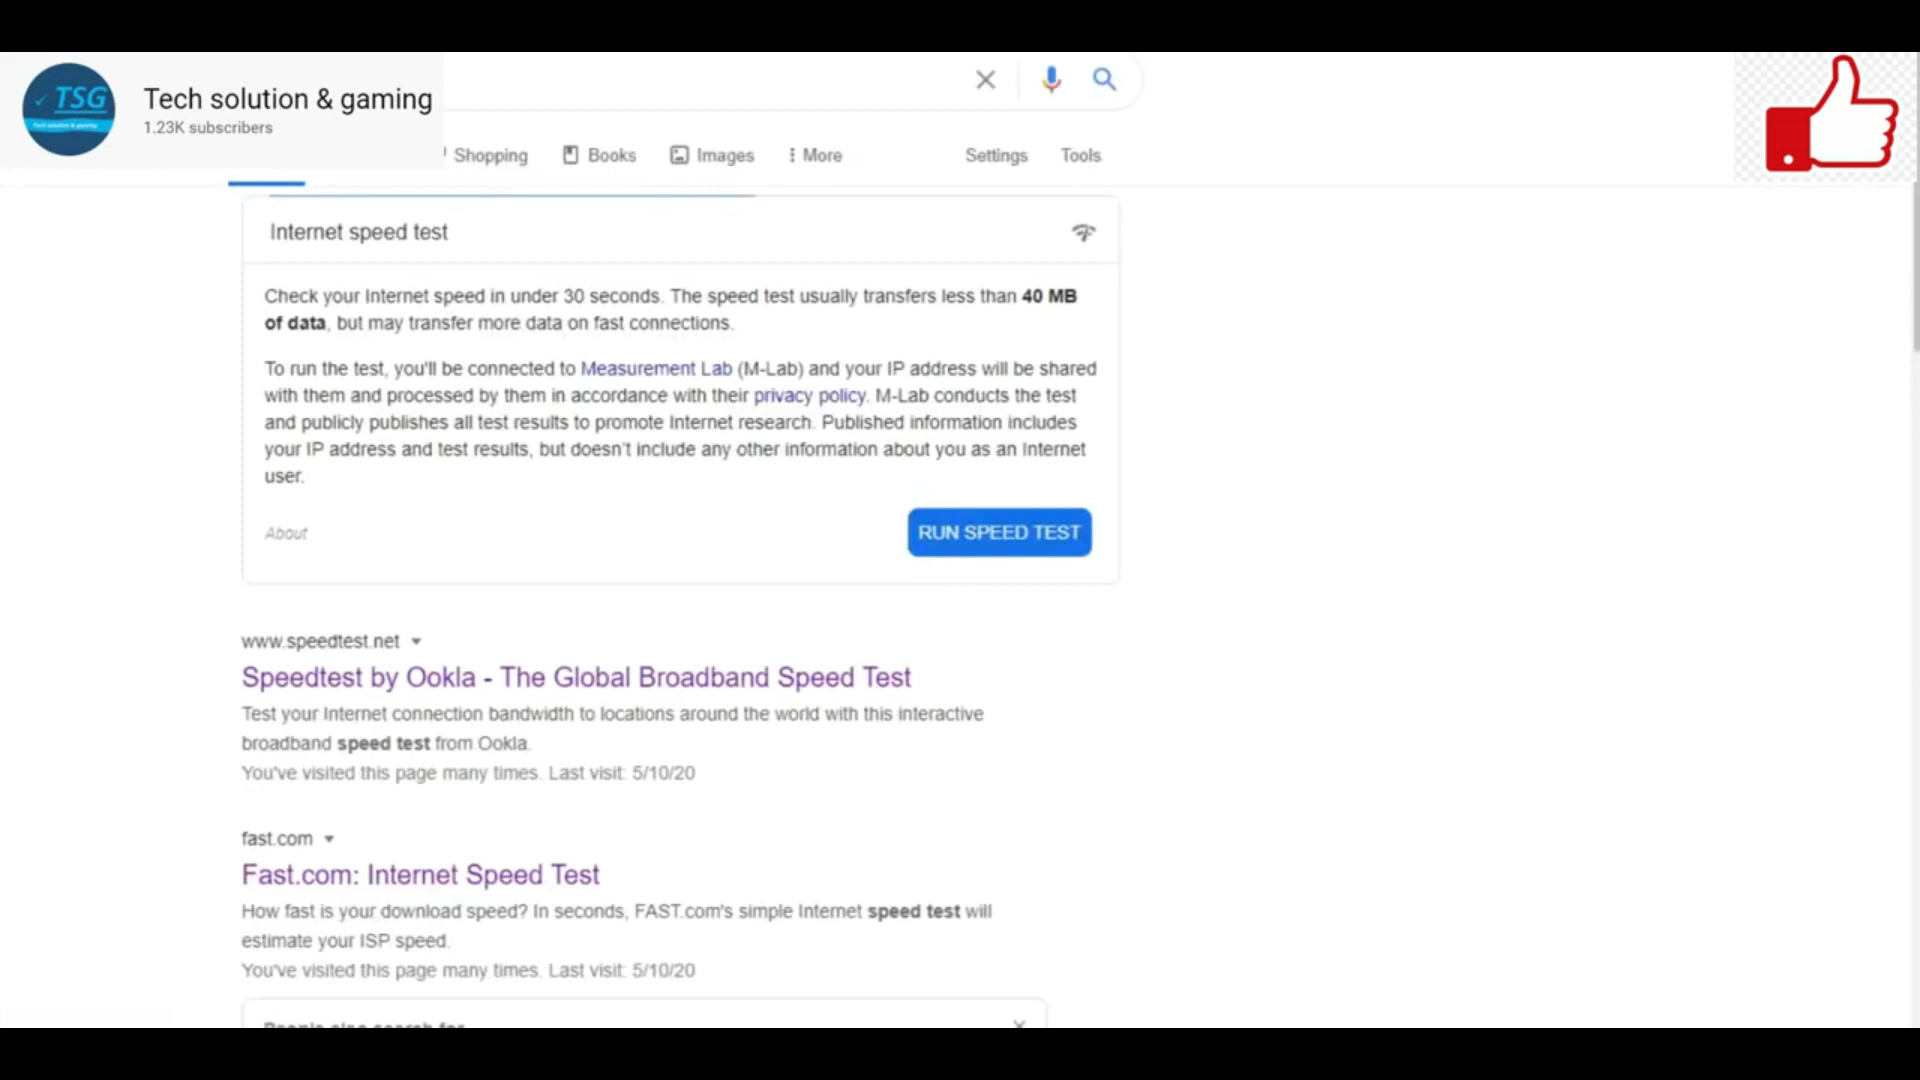 TSG
Tech solution & gaming
Tech solution & gaming
1.23K subscribers
Shopping
Books
Images
More
Settings
Tools
Internet speed test
Check your Internet speed in under 30 seconds. The speed test usually transfers less than 40 MB
of data, but may transfer more data on fast connections.
To run the test, you'll be connected to Measurement Lab (M-Lab) and your IP address will be shared
with them and processed by them in accordance with their privacy policy. M-Lab conducts the test
and publicly publishes all test results to promote Internet research. Published information includes
your IP address and test results, but doesn't include any other information about you as an Internet
user.
About
RUN SPEED TEST
www.speedtest.net
Speedtest by Ookla - The Global Broadband Speed Test
Test your Internet connection bandwidth to locations around the world with this interactive
broadband speed test from Ookla.
You've visited this page many times. Last visit: 5/10/20
fast.com
Fast.com: Internet Speed Test
How fast is your download speed? In seconds, FAST.com's simple Internet speed test will
estimate your ISP speed.
You've visited this page many times. Last visit: 5/10/20
People also search for